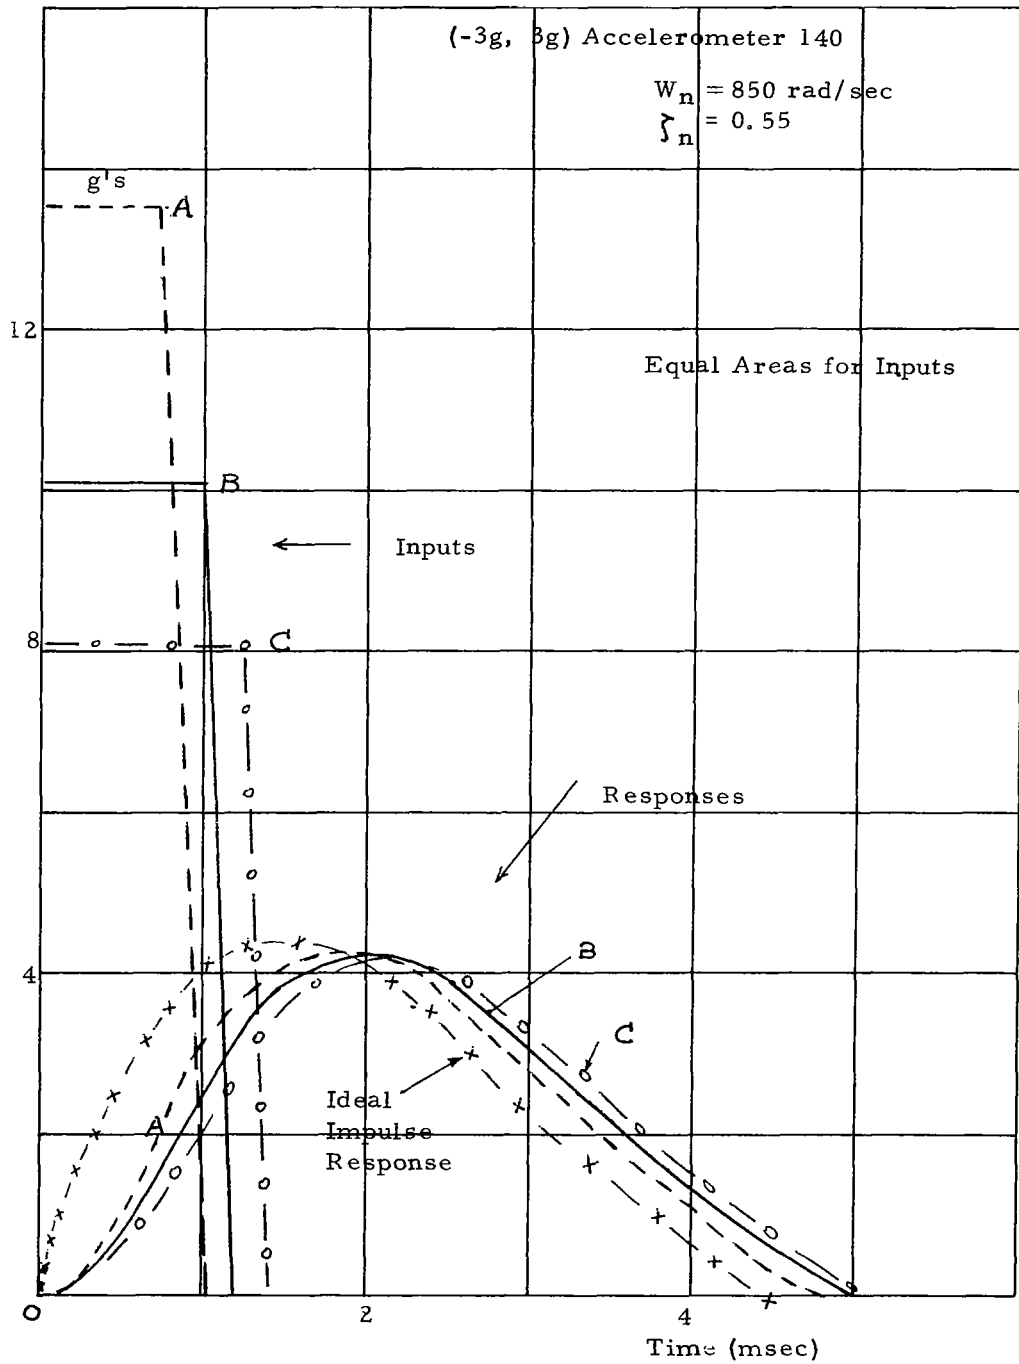 (-3g, 3g) Accelerometer 140
Wn = 850 rad/sec
ζn = 0.55
g's
A
12
Equal Areas for Inputs
B
Inputs
8
C
Responses
4
B
C
A
Ideal
Impulse
Response
0
2
4
Time (msec)